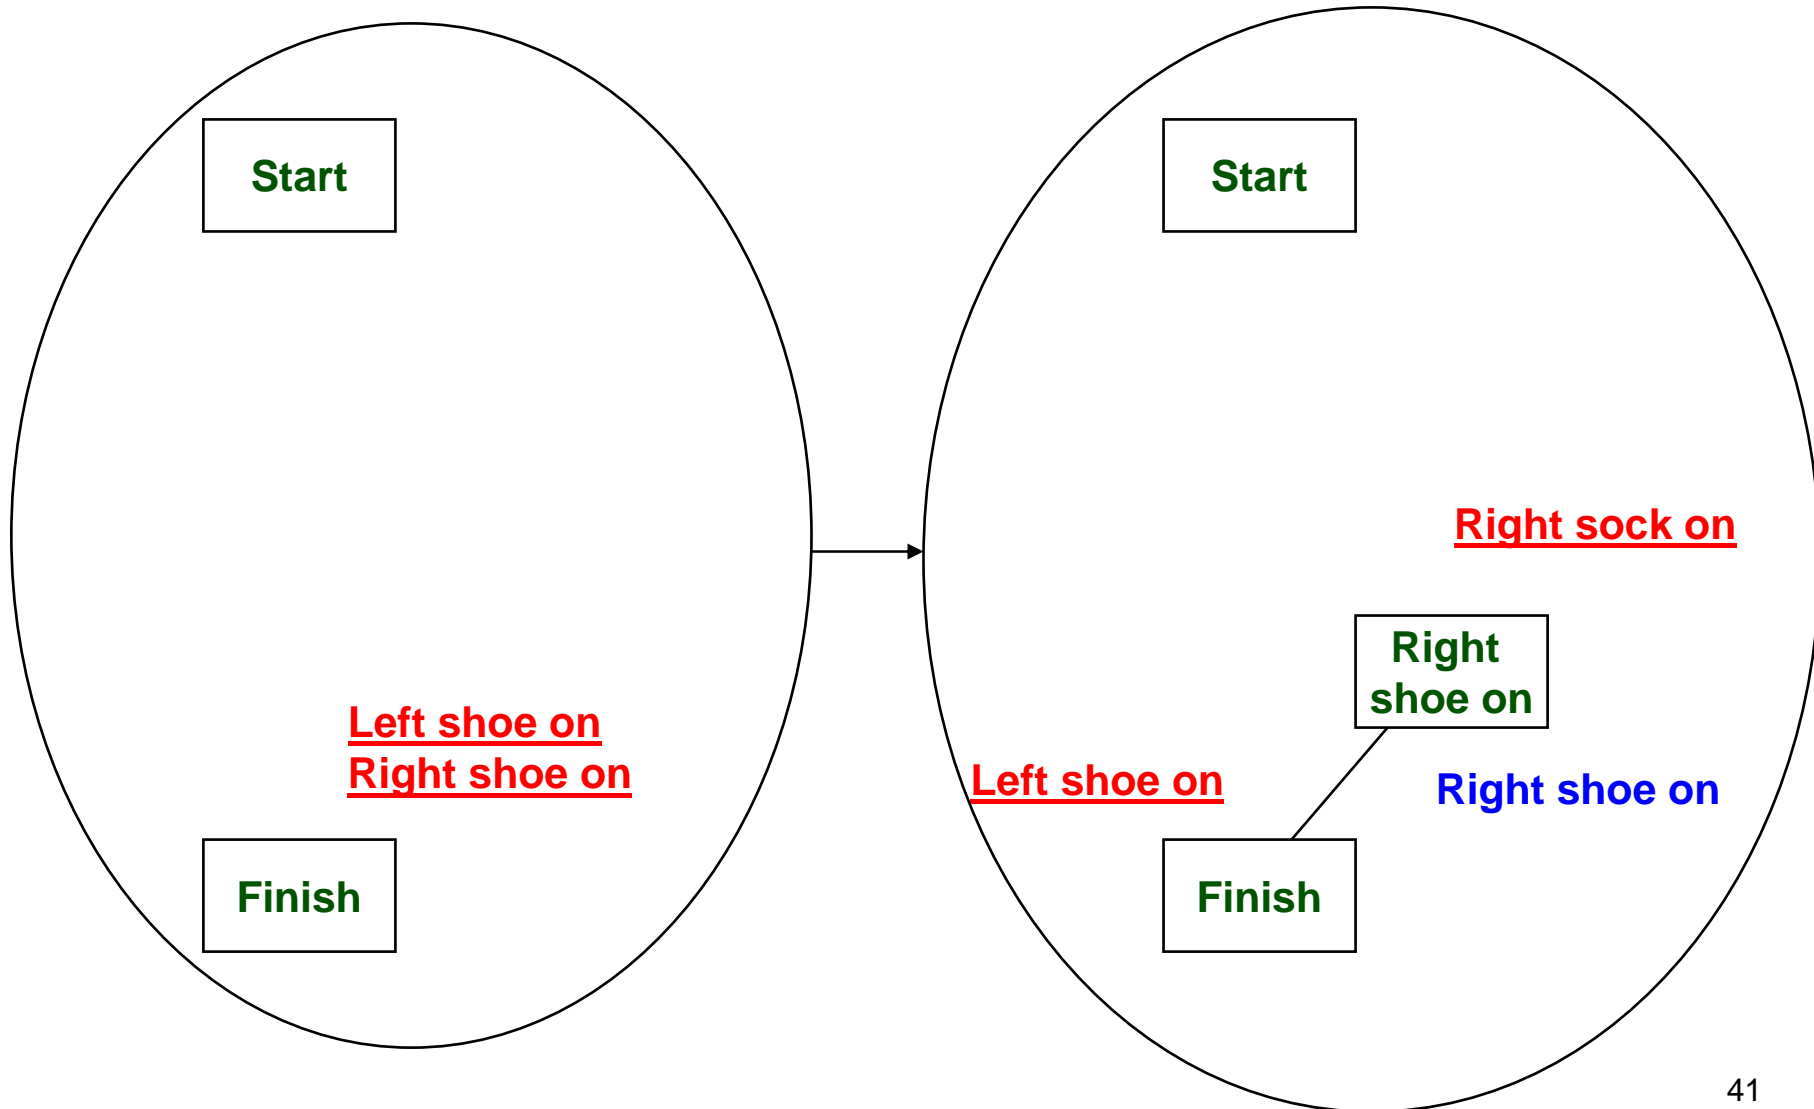 Start
Left shoe on
Right shoe on
Finish
Start
Right sock on
Right
shoe on
Left shoe on
Right shoe on
Finish
41